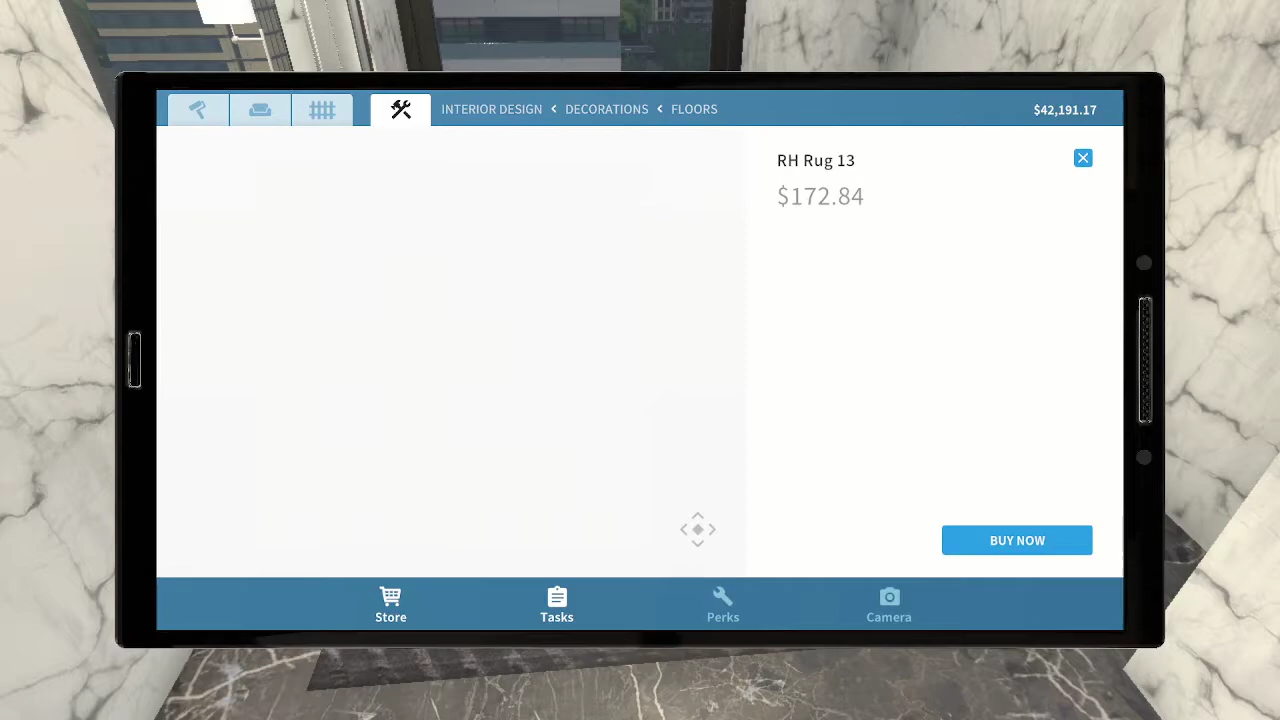 INTERIOR DESIGN < DECORATIONS < FLOORS
$42,191.17
RH Rug 13
$172.84
BUY NOW
Store
Tasks
Perks
Camera